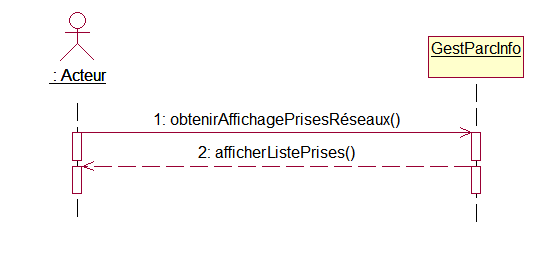 : Acteur
GestParcInfo
1: obtenirAffichagePrisesRéseaux()
2: afficherListePrises()